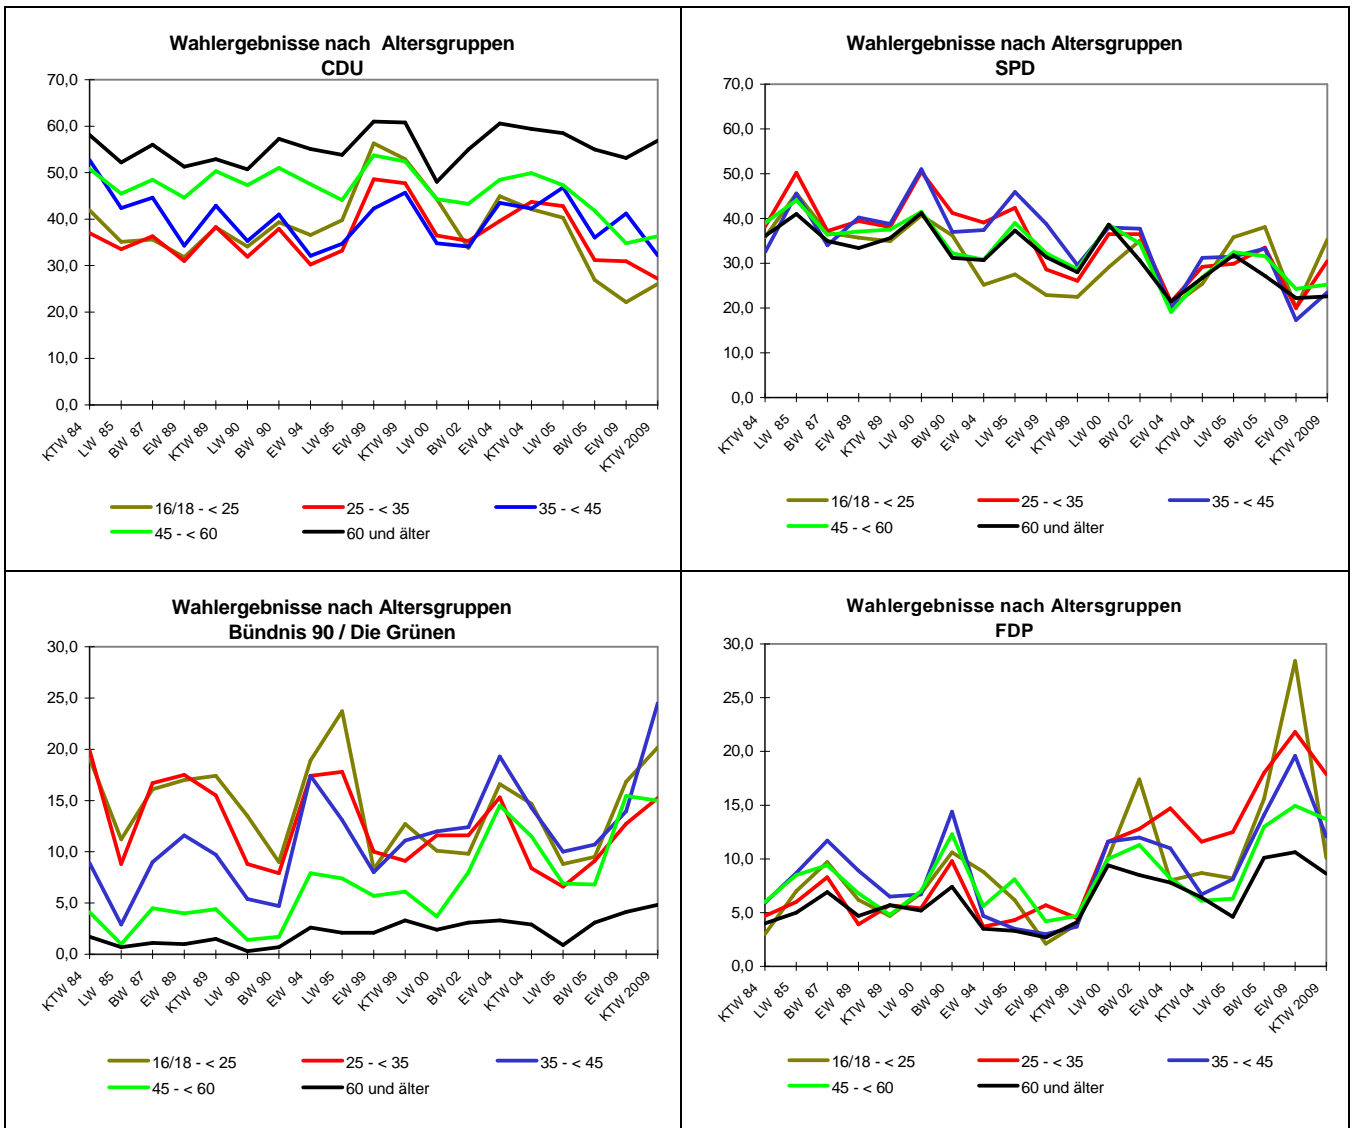 Wahlergebnisse nach Altersgruppen
CDU
70,0
60,0
50,0
40,0
30,0
20,0
10,0
0,0
KTW 84
LW 85
BW 87
EW 89
KTW 89
LW 90
BW 90
EW 94
LW 95
EW 99
KTW 99
LW 00
BW 02
EW 04
KTW 04
LW 05
BW 05
EW 09
KTW 2009
16/18 - < 25
25 - < 35
35 - < 45
45 - < 60
60 und älter
Wahlergebnisse nach Altersgruppen
SPD
70,0
60,0
50,0
40,0
30,0
20,0
10,0
0,0
KTW 84
LW 85
BW 87
EW 89
KTW 89
LW 90
BW 90
EW 94
LW 95
EW 99
KTW 99
LW 00
BW 02
EW 04
KTW 04
LW 05
BW 05
EW 09
KTW 2009
16/18 - < 25
25 - < 35
35 - < 45
45 - < 60
60 und älter
Wahlergebnisse nach Altersgruppen
Bündnis 90 / Die Grünen
30,0
25,0
20,0
15,0
10,0
5,0
0,0
KTW 84
LW 85
BW 87
EW 89
KTW 89
LW 90
BW 90
EW 94
LW 95
EW 99
KTW 99
LW 00
BW 02
EW 04
KTW 04
LW 05
BW 05
EW 09
KTW 2009
16/18 - < 25
25 - < 35
35 - < 45
45 - < 60
60 und älter
Wahlergebnisse nach Altersgruppen
FDP
30,0
25,0
20,0
15,0
10,0
5,0
0,0
KTW 84
LW 85
BW 87
EW 89
KTW 89
LW 90
BW 90
EW 94
LW 95
EW 99
KTW 99
LW 00
BW 02
EW 04
KTW 04
LW 05
BW 05
EW 09
KTW 2009
16/18 - < 25
25 - < 35
35 - < 45
45 - < 60
60 und älter